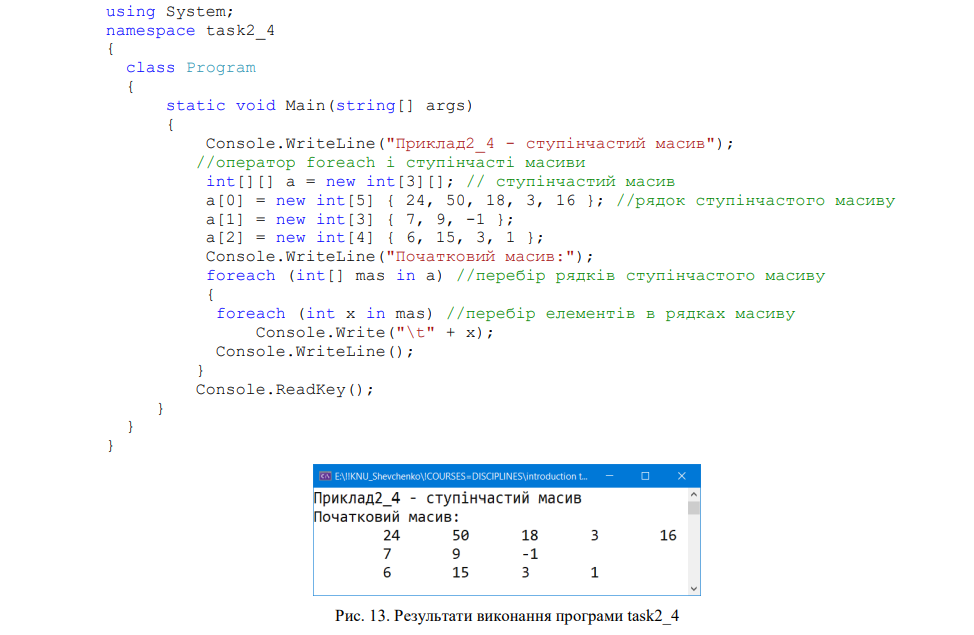 using System;
namespace task2_4
{
class Program
{
static void Main(string[] args)
{
Console.WriteLine("Приклад2_4 - ступінчастий масив");
//оператор foreach і ступінчасті масиви
int[][] a = new int[3][]; // ступінчастий масив
a[0] = new int[5] { 24, 50, 18, 3, 16 }; //рядок ступінчастого масиву
a[1] = new int[3] { 7, 9, -1 };
a[2] = new int[4] { 6, 15, 3, 1 };
Console.WriteLine("Початковий масив:");
foreach (int[] mas in a) //перебір рядків ступінчастого масиву
{
foreach (int x in mas) //перебір елементів в рядках масиву
Console.Write("\t" + x);
Console.WriteLine();
}
Console.ReadKey();
}
}
}
E:\!!KNU_Shevchenko\!COURSES=DISCIPLINES\introduction t...
Приклад2_4 - ступінчастий масив
Початковий масив:
24 50 18 3 16
7 9 -1
6 15 3 1
Рис. 13. Результати виконання програми task2_4